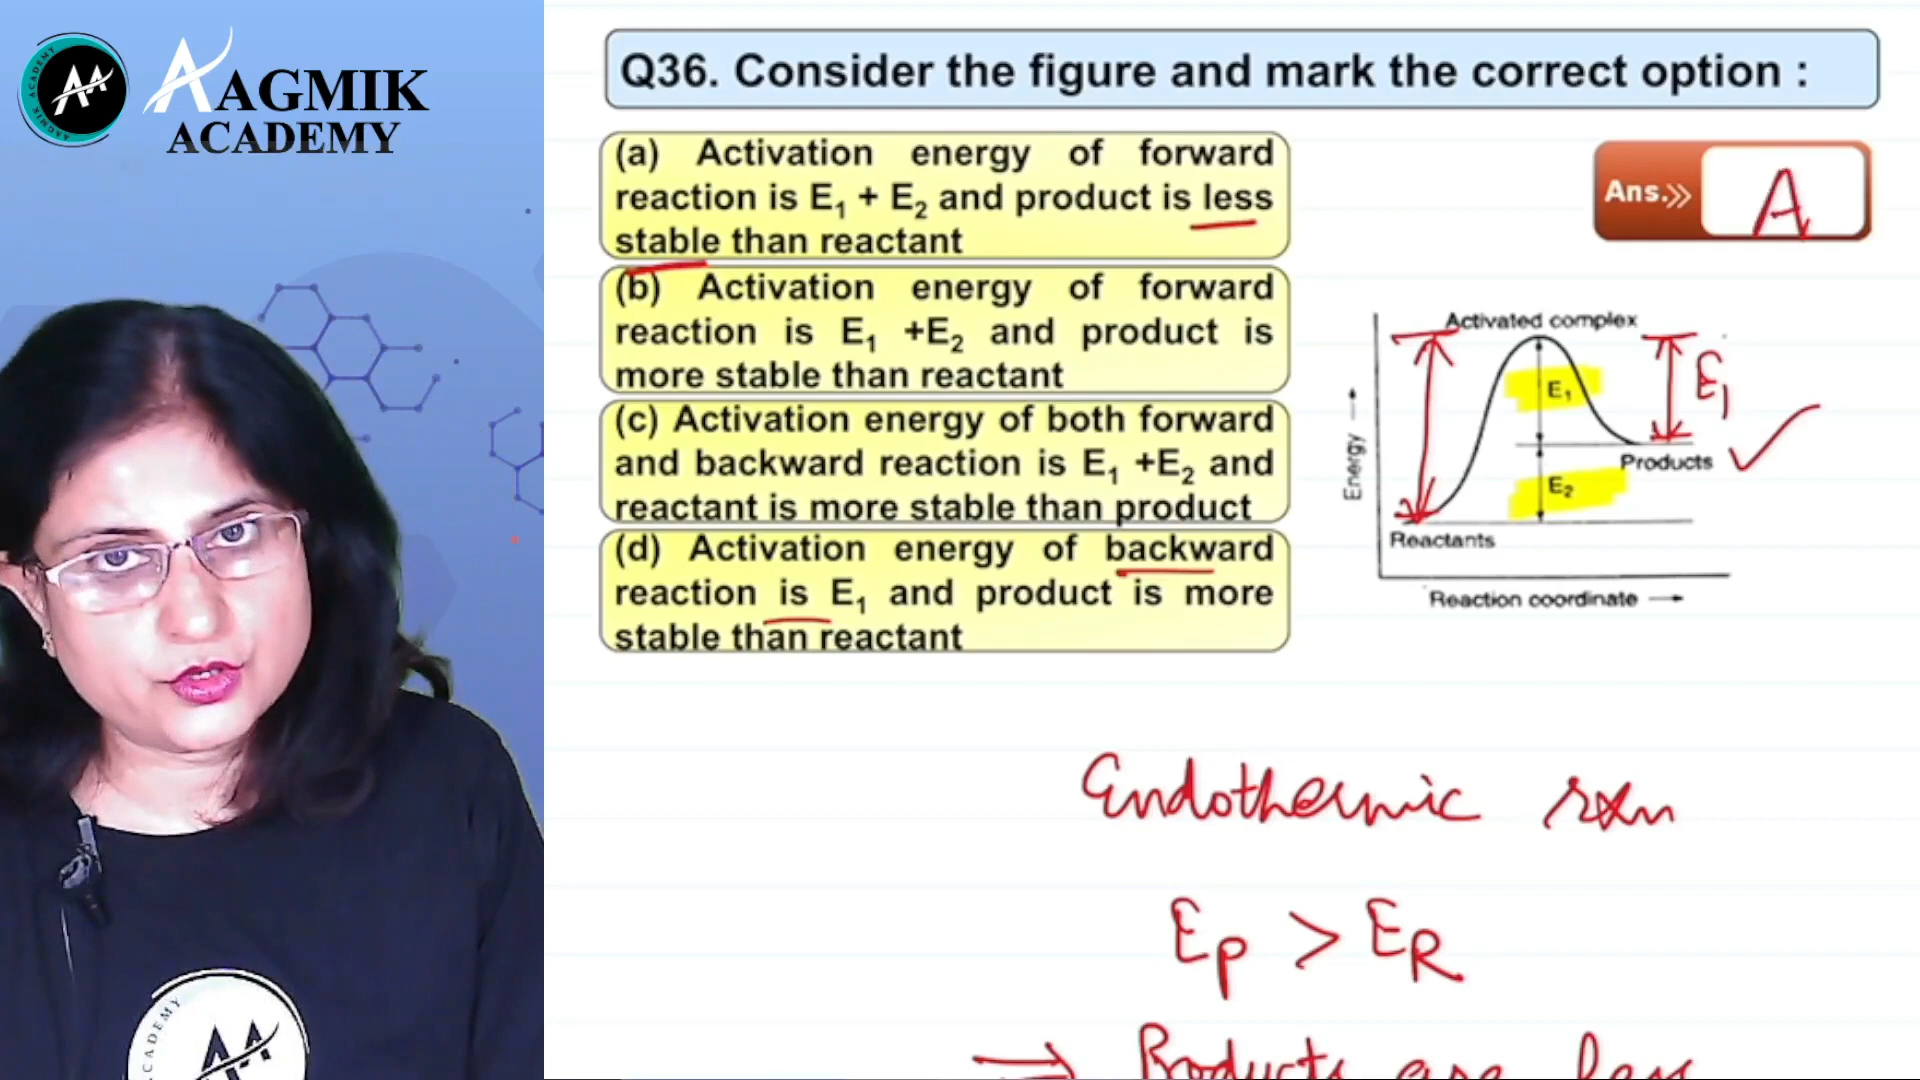 AAGMIK
ACADEMY
Q36. Consider the figure and mark the correct option :
(a) Activation energy of forward
reaction is E₁ + E₂ and product is less
stable than reactant
(b) Activation energy of forward
reaction is E₁ +E₂ and product is
more stable than reactant
(c) Activation energy of both forward
and backward reaction is E₁ +E₂ and
reactant is more stable than product
(d) Activation energy of backward
reaction is E₁ and product is more
stable than reactant
Ans.>> A
Activated complex
E₁
E₁
Products
E₂
Energy →
Reactants
Reaction coordinate →
Endothermic rxn
Eₚ > E_R
⇒ Products are less